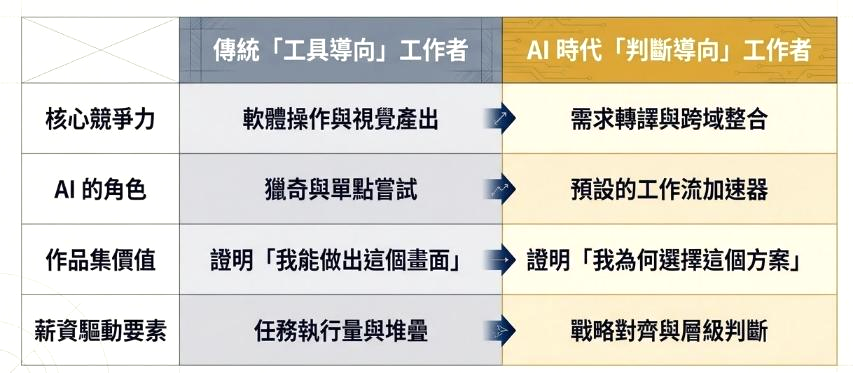 傳統「工具導向」工作者
AI 時代「判斷導向」工作者
核心競爭力
軟體操作與視覺產出
需求轉譯與跨域整合
AI 的角色
獵奇與單點嘗試
預設的工作流加速器
作品集價值
證明「我能做出這個畫面」
證明「我為何選擇這個方案」
薪資驅動要素
任務執行量與堆疊
戰略對齊與層級判斷